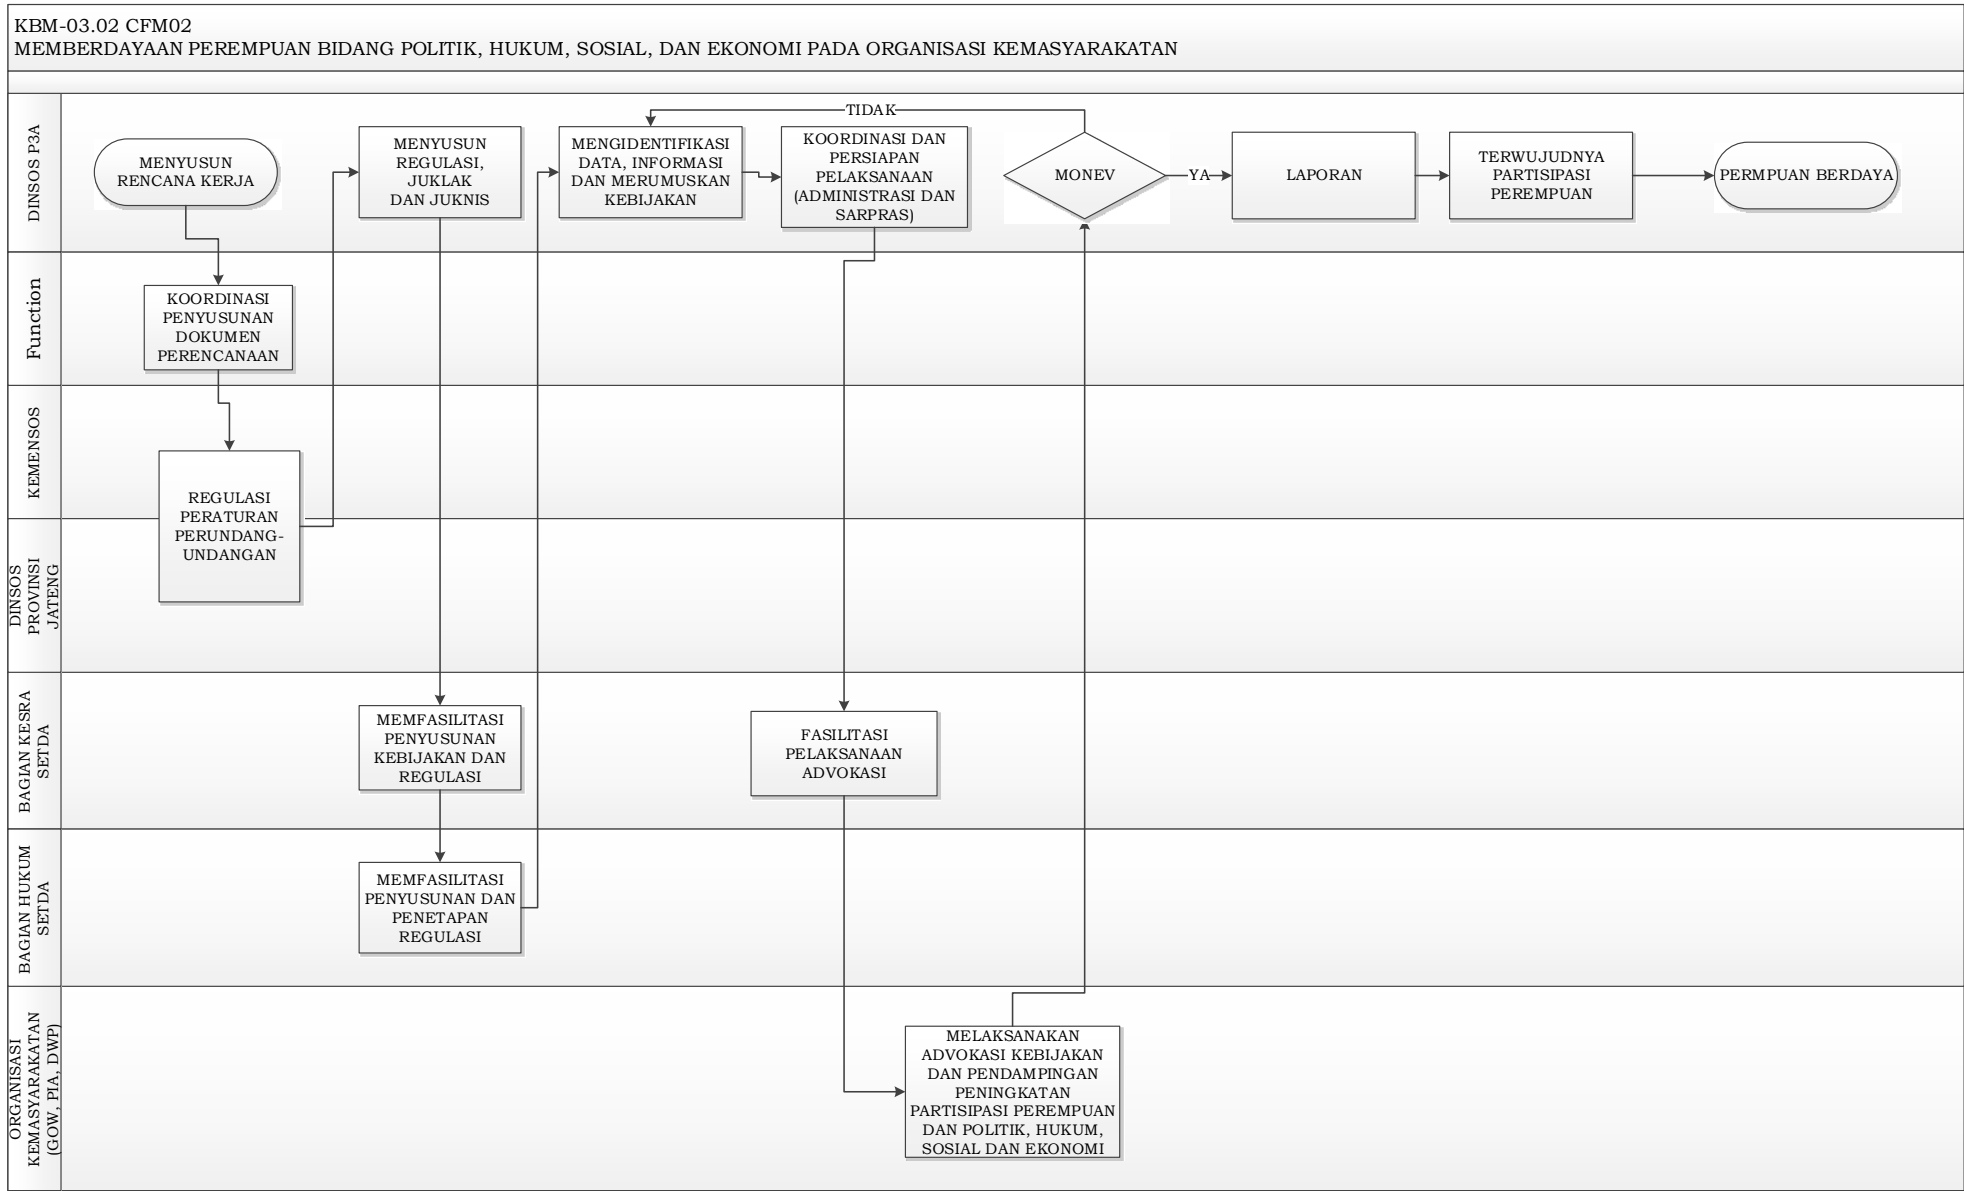 KBM-03.02 CFM02
MEMBERDAYAAN PEREMPUAN BIDANG POLITIK, HUKUM, SOSIAL, DAN EKONOMI PADA ORGANISASI KEMASYARAKATAN
DINSOS P3A
MENYUSUN
RENCANA KERJA
MENYUSUN
REGULASI,
JUKLAK
DAN JUKNIS
MENGIDENTIFIKASI
DATA, INFORMASI
DAN MERUMUSKAN
KEBIJAKAN
TIDAK
KOORDINASI DAN
PERSIAPAN
PELAKSANAAN
(ADMINISTRASI DAN
SARPRAS)
MONEV
YA
LAPORAN
TERWUJUDNYA
PARTISIPASI
PEREMPUAN
PERMPUAN BERDAYA
Function
KOORDINASI
PENYUSUNAN
DOKUMEN
PERENCANAAN
KEMENSOS
REGULASI
PERATURAN
PERUNDANG-
UNDANGAN
DINSOS
PROVINSI
JATENG
BAGIAN KESRA
SETDA
MEMFASILITASI
PENYUSUNAN
KEBIJAKAN DAN
REGULASI
FASILITASI
PELAKSANAAN
ADVOKASI
BAGIAN HUKUM
SETDA
MEMFASILITASI
PENYUSUNAN DAN
PENETAPAN
REGULASI
ORGANISASI
KEMASYARAKATAN
(GOW, PIA, DWP)
MELAKSANAKAN
ADVOKASI KEBIJAKAN
DAN PENDAMPINGAN
PENINGKATAN
PARTISIPASI PEREMPUAN
DAN POLITIK, HUKUM,
SOSIAL DAN EKONOMI